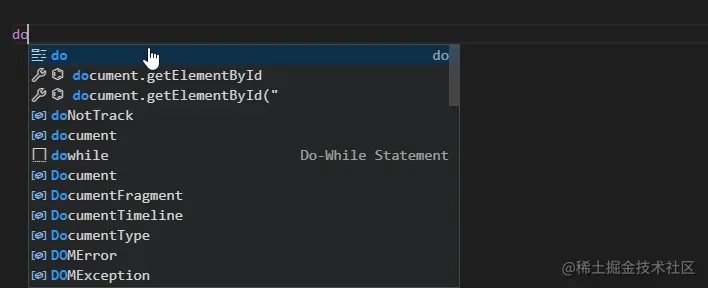 do
do do
document.getElementById
document.getElementById("
doNotTrack
document
dowhile Do-While Statement
Document
DocumentFragment
DocumentTimeline
DocumentType
DOMError
DOMException
@稀土掘金技术社区